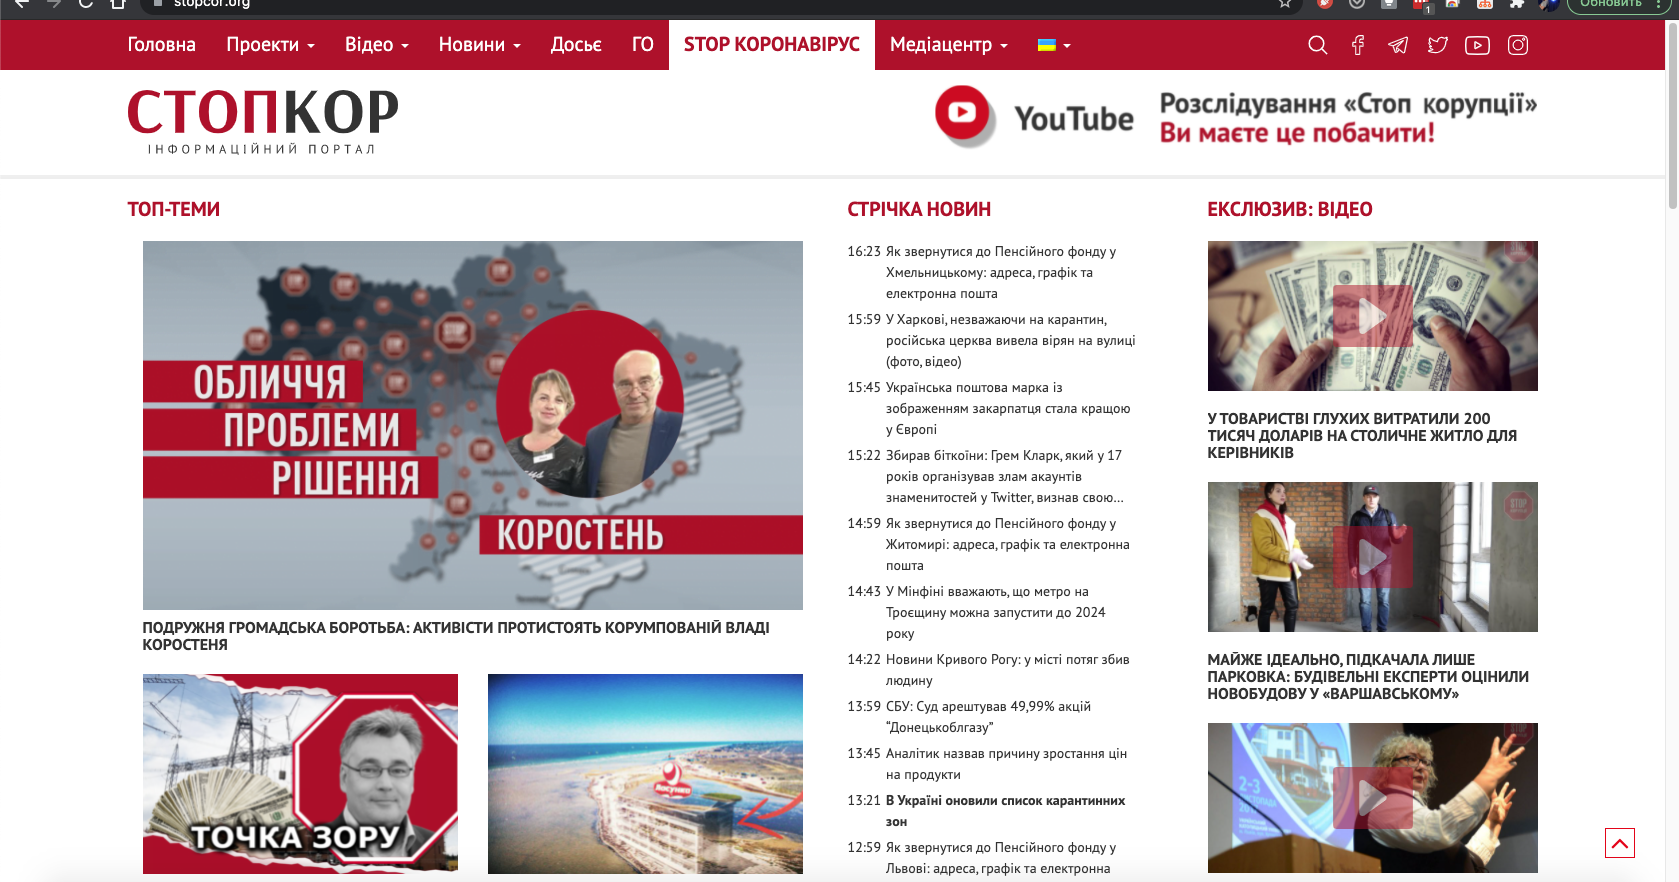 stopcor.org
Обновить
Головна Проекти Відео Новини Досьє ГО STOP КОРОНАВІРУС Медіацентр
СТОПКОР
ІНФОРМАЦІЙНИЙ ПОРТАЛ
YouTube
Розслідування «Стоп корупції»
Ви маєте це побачити!
ТОП-ТЕМИ
ОБЛИЧЧЯ
ПРОБЛЕМИ
РІШЕННЯ
КОРОСТЕНЬ
STOP
ПОДРУЖНЯ ГРОМАДСЬКА БОРОТЬБА: АКТИВІСТИ ПРОТИСТОЯТЬ КОРУМПОВАНІЙ ВЛАДІ
КОРОСТЕНЯ
ТОЧКА ЗОРУ
СТРІЧКА НОВИН
16:23 Як звернутися до Пенсійного фонду у
Хмельницькому: адреса, графік та
електронна пошта
15:59 У Харкові, незважаючи на карантин,
російська церква вивела вірян на вулиці
(фото, відео)
15:45 Українська поштова марка із
зображенням закарпатця стала кращою
у Європі
15:22 Збирав біткоїни: Грем Кларк, який у 17
років організував злам акаунтів
знаменитостей у Twitter, визнав свою...
14:59 Як звернутися до Пенсійного фонду у
Житомирі: адреса, графік та електронна
пошта
14:43 У Мінфіні вважають, що метро на
Троєщину можна запустити до 2024
року
14:22 Новини Кривого Рогу: у місті потяг збив
людину
13:59 СБУ: Суд арештував 49,99% акцій
“Донецькоблгазу”
13:45 Аналітик назвав причину зростання цін
на продукти
13:21 В Україні оновили список карантинних
зон
12:59 Як звернутися до Пенсійного фонду у
Львові: адреса, графік та електронна
ЕКСЛЮЗИВ: ВІДЕО
У ТОВАРИСТВІ ГЛУХИХ ВИТРАТИЛИ 200
ТИСЯЧ ДОЛАРІВ НА СТОЛИЧНЕ ЖИТЛО ДЛЯ
КЕРІВНИКІВ
МАЙЖЕ ІДЕАЛЬНО, ПІДКАЧАЛА ЛИШЕ
ПАРКОВКА: БУДІВЕЛЬНІ ЕКСПЕРТИ ОЦІНИЛИ
НОВОБУДОВУ У «ВАРШАВСЬКОМУ»
2-3